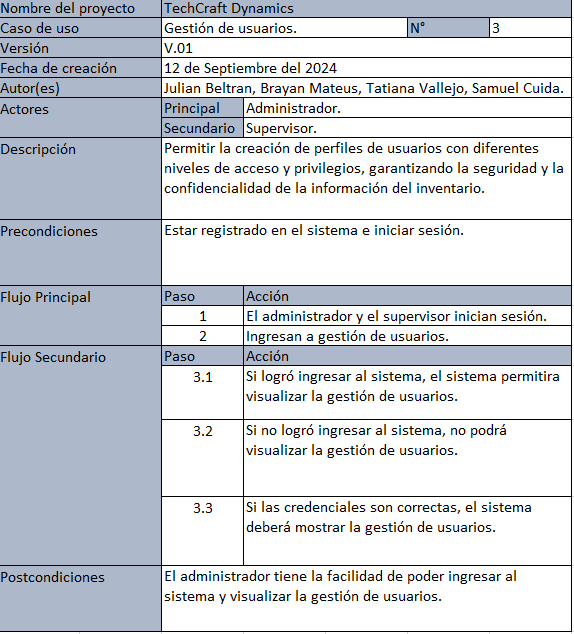 Nombre del proyecto TechCraft Dynamics
Caso de uso Gestión de usuarios. N° 3
Versión V.01
Fecha de creación 12 de Septiembre del 2024
Autor(es) Julian Beltran, Brayan Mateus, Tatiana Vallejo, Samuel Cuida.
Actores Principal Administrador.
Secundario Supervisor.
Descripción Permitir la creación de perfiles de usuarios con diferentes
niveles de acceso y privilegios, garantizando la seguridad y la
confidencialidad de la información del inventario.
Precondiciones Estar registrado en el sistema e iniciar sesión.
Flujo Principal Paso Acción
1 El administrador y el supervisor inician sesión.
2 Ingresan a gestión de usuarios.
Flujo Secundario Paso Acción
3.1 Si logró ingresar al sistema, el sistema permitira
visualizar la gestión de usuarios.
3.2 Si no logró ingresar al sistema, no podrá
visualizar la gestión de usuarios.
3.3 Si las credenciales son correctas, el sistema
deberá mostrar la gestión de usuarios.
Postcondiciones El administrador tiene la facilidad de poder ingresar al
sistema y visualizar la gestión de usuarios.